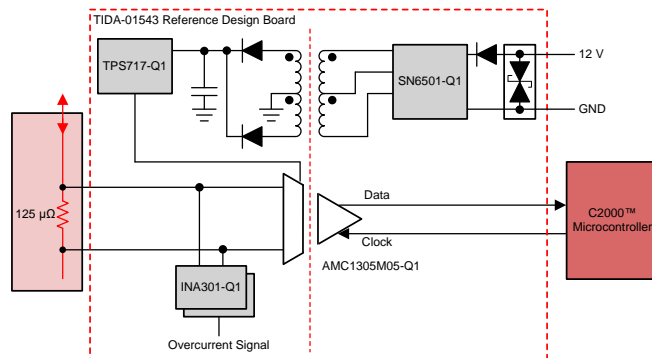 TIDA-01543 Reference Design Board
TPS717-Q1
SN6501-Q1
12 V
GND
125 µΩ
Data
Clock
C2000™
Microcontroller
AMC1305M05-Q1
INA301-Q1
Overcurrent Signal